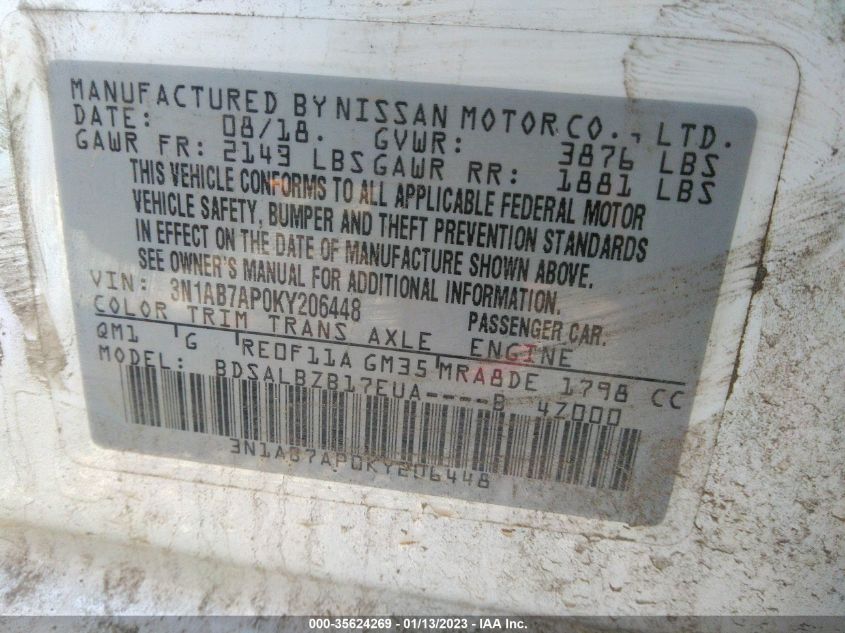 MANUFACTURED BY NISSAN MOTOR CO., LTD.
DATE: 08/18. GVWR: 3876 LBS
GAWR FR: 2143 LBS GAWR RR: 1881 LBS
THIS VEHICLE CONFORMS TO ALL APPLICABLE FEDERAL MOTOR
VEHICLE SAFETY, BUMPER AND THEFT PREVENTION STANDARDS
IN EFFECT ON THE DATE OF MANUFACTURE SHOWN ABOVE.
SEE OWNER'S MANUAL FOR ADDITIONAL INFORMATION.
VIN: 3N1AB7AP0KY206448 PASSENGER CAR.
COLOR TRIM TRANS AXLE ENGINE
QM1 G RE0F11A GM35 MRA8DE 1798 CC
MODEL: BDSALBZB17EUA----B 4Z000
3N1AB7AP0KY206448
000-35624269 - 01/13/2023 - IAA Inc.